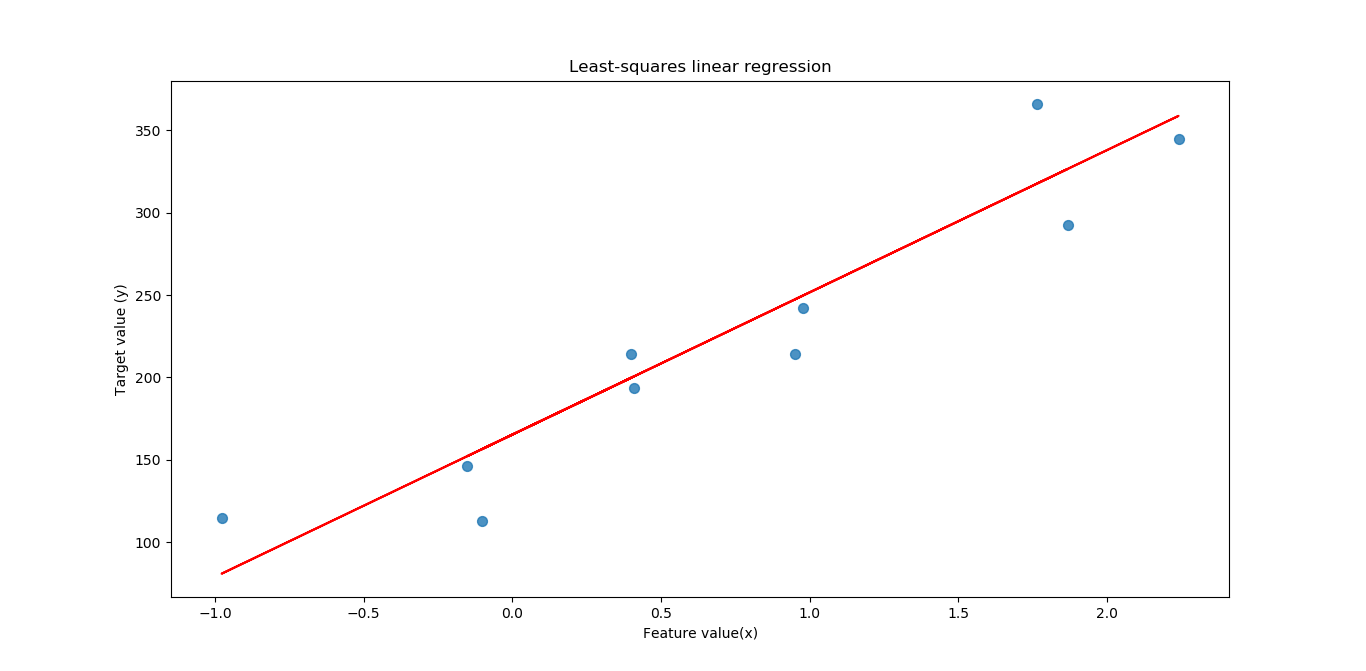 Least-squares linear regression
350
300
250
200
150
100
Target value (y)
−1.0 −0.5 0.0 0.5 1.0 1.5 2.0
Feature value(x)